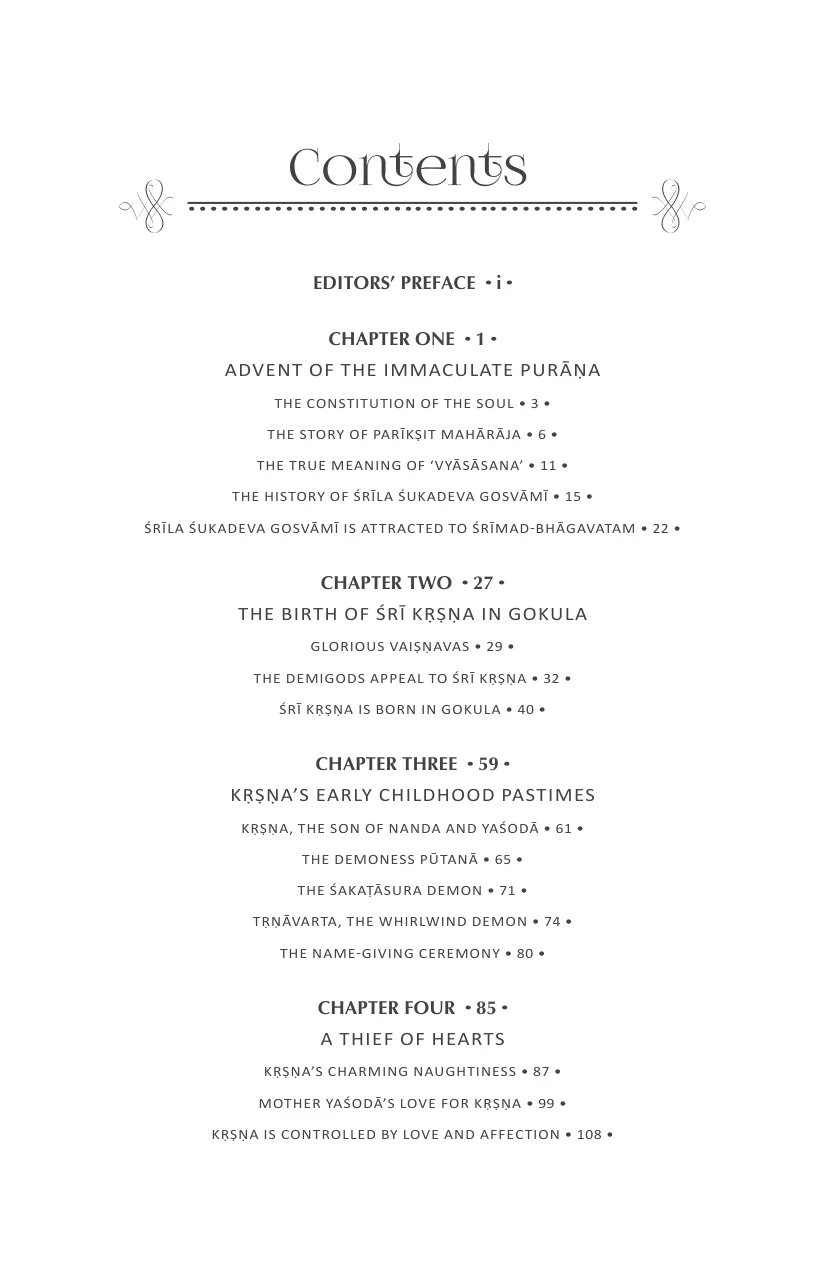 Contents
EDITORS’ PREFACE • i •
CHAPTER ONE • 1 •
ADVENT OF THE IMMACULATE PURĀṆA
THE CONSTITUTION OF THE SOUL • 3 •
THE STORY OF PARĪKṢIT MAHĀRĀJA • 6 •
THE TRUE MEANING OF ‘VYĀSĀSANA’ • 11 •
THE HISTORY OF ŚRĪLA ŚUKADEVA GOSVĀMĪ • 15 •
ŚRĪLA ŚUKADEVA GOSVĀMĪ IS ATTRACTED TO ŚRĪMAD-BHĀGAVATAM • 22 •
CHAPTER TWO • 27 •
THE BIRTH OF ŚRĪ KṚṢṆA IN GOKULA
GLORIOUS VAIṢṆAVAS • 29 •
THE DEMIGODS APPEAL TO ŚRĪ KṚṢṆA • 32 •
ŚRĪ KṚṢṆA IS BORN IN GOKULA • 40 •
CHAPTER THREE • 59 •
KṚṢṆA’S EARLY CHILDHOOD PASTIMES
KṚṢṆA, THE SON OF NANDA AND YAŚODĀ • 61 •
THE DEMONESS PŪTANĀ • 65 •
THE ŚAKAṬĀSURA DEMON • 71 •
TṚṆĀVARTA, THE WHIRLWIND DEMON • 74 •
THE NAME-GIVING CEREMONY • 80 •
CHAPTER FOUR • 85 •
A THIEF OF HEARTS
KṚṢṆA’S CHARMING NAUGHTINESS • 87 •
MOTHER YAŚODĀ’S LOVE FOR KṚṢṆA • 99 •
KṚṢṆA IS CONTROLLED BY LOVE AND AFFECTION • 108 •